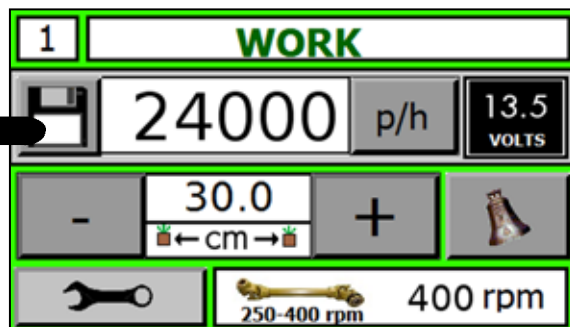 1 WORK
24000 p/h 13.5
VOLTS
- 30.0 +
←cm→
250-400 rpm 400 rpm